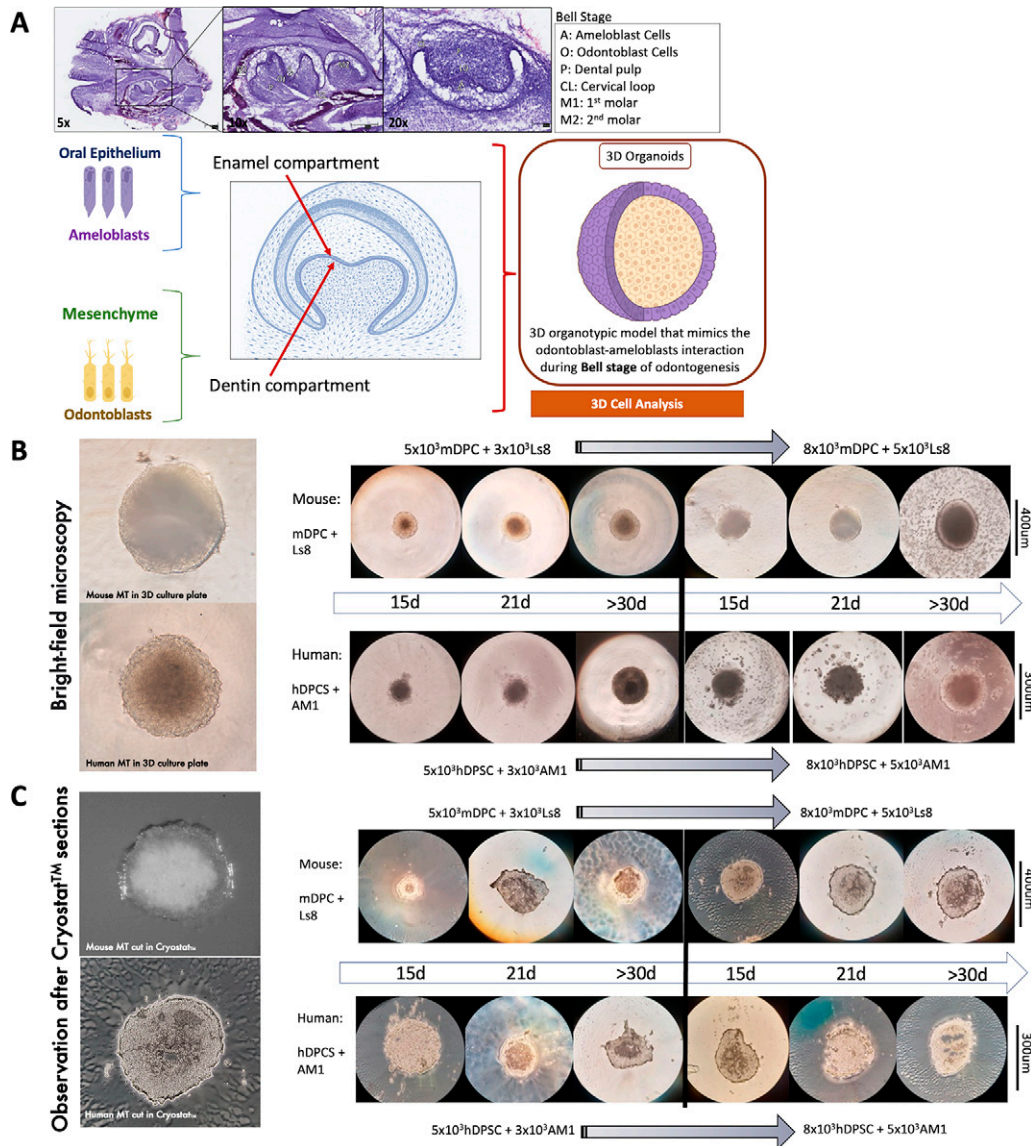 A
5x
10x
20x
Bell Stage
A: Ameloblast Cells
O: Odontoblast Cells
P: Dental pulp
CL: Cervical loop
M1: 1st molar
M2: 2nd molar
Oral Epithelium
Ameloblasts
Mesenchyme
Odontoblasts
Enamel compartment
Dentin compartment
3D Organoids
3D organotypic model that mimics the
odontoblast-ameloblasts interaction
during Bell stage of odontogenesis
3D Cell Analysis
B
Bright-field microscopy
Mouse MT in 3D culture plate
Human MT in 3D culture plate
5x10³mDPC + 3x10³Ls8
8x10³mDPC + 5x10³Ls8
Mouse:
mDPC +
Ls8
400um
15d
21d
>30d
15d
21d
>30d
Human:
hDPCS +
AM1
300um
5x10³hDPSC + 3x10³AM1
8x10³hDPSC + 5x10³AM1
C
Observation after Cryostat™ sections
Mouse MT cut in Cryostat™
Human MT cut in Cryostat™
5x10³mDPC + 3x10³Ls8
8x10³mDPC + 5x10³Ls8
Mouse:
mDPC +
Ls8
400um
15d
21d
>30d
15d
21d
>30d
Human:
hDPCS +
AM1
300um
5x10³hDPSC + 3x10³AM1
8x10³hDPSC + 5x10³AM1